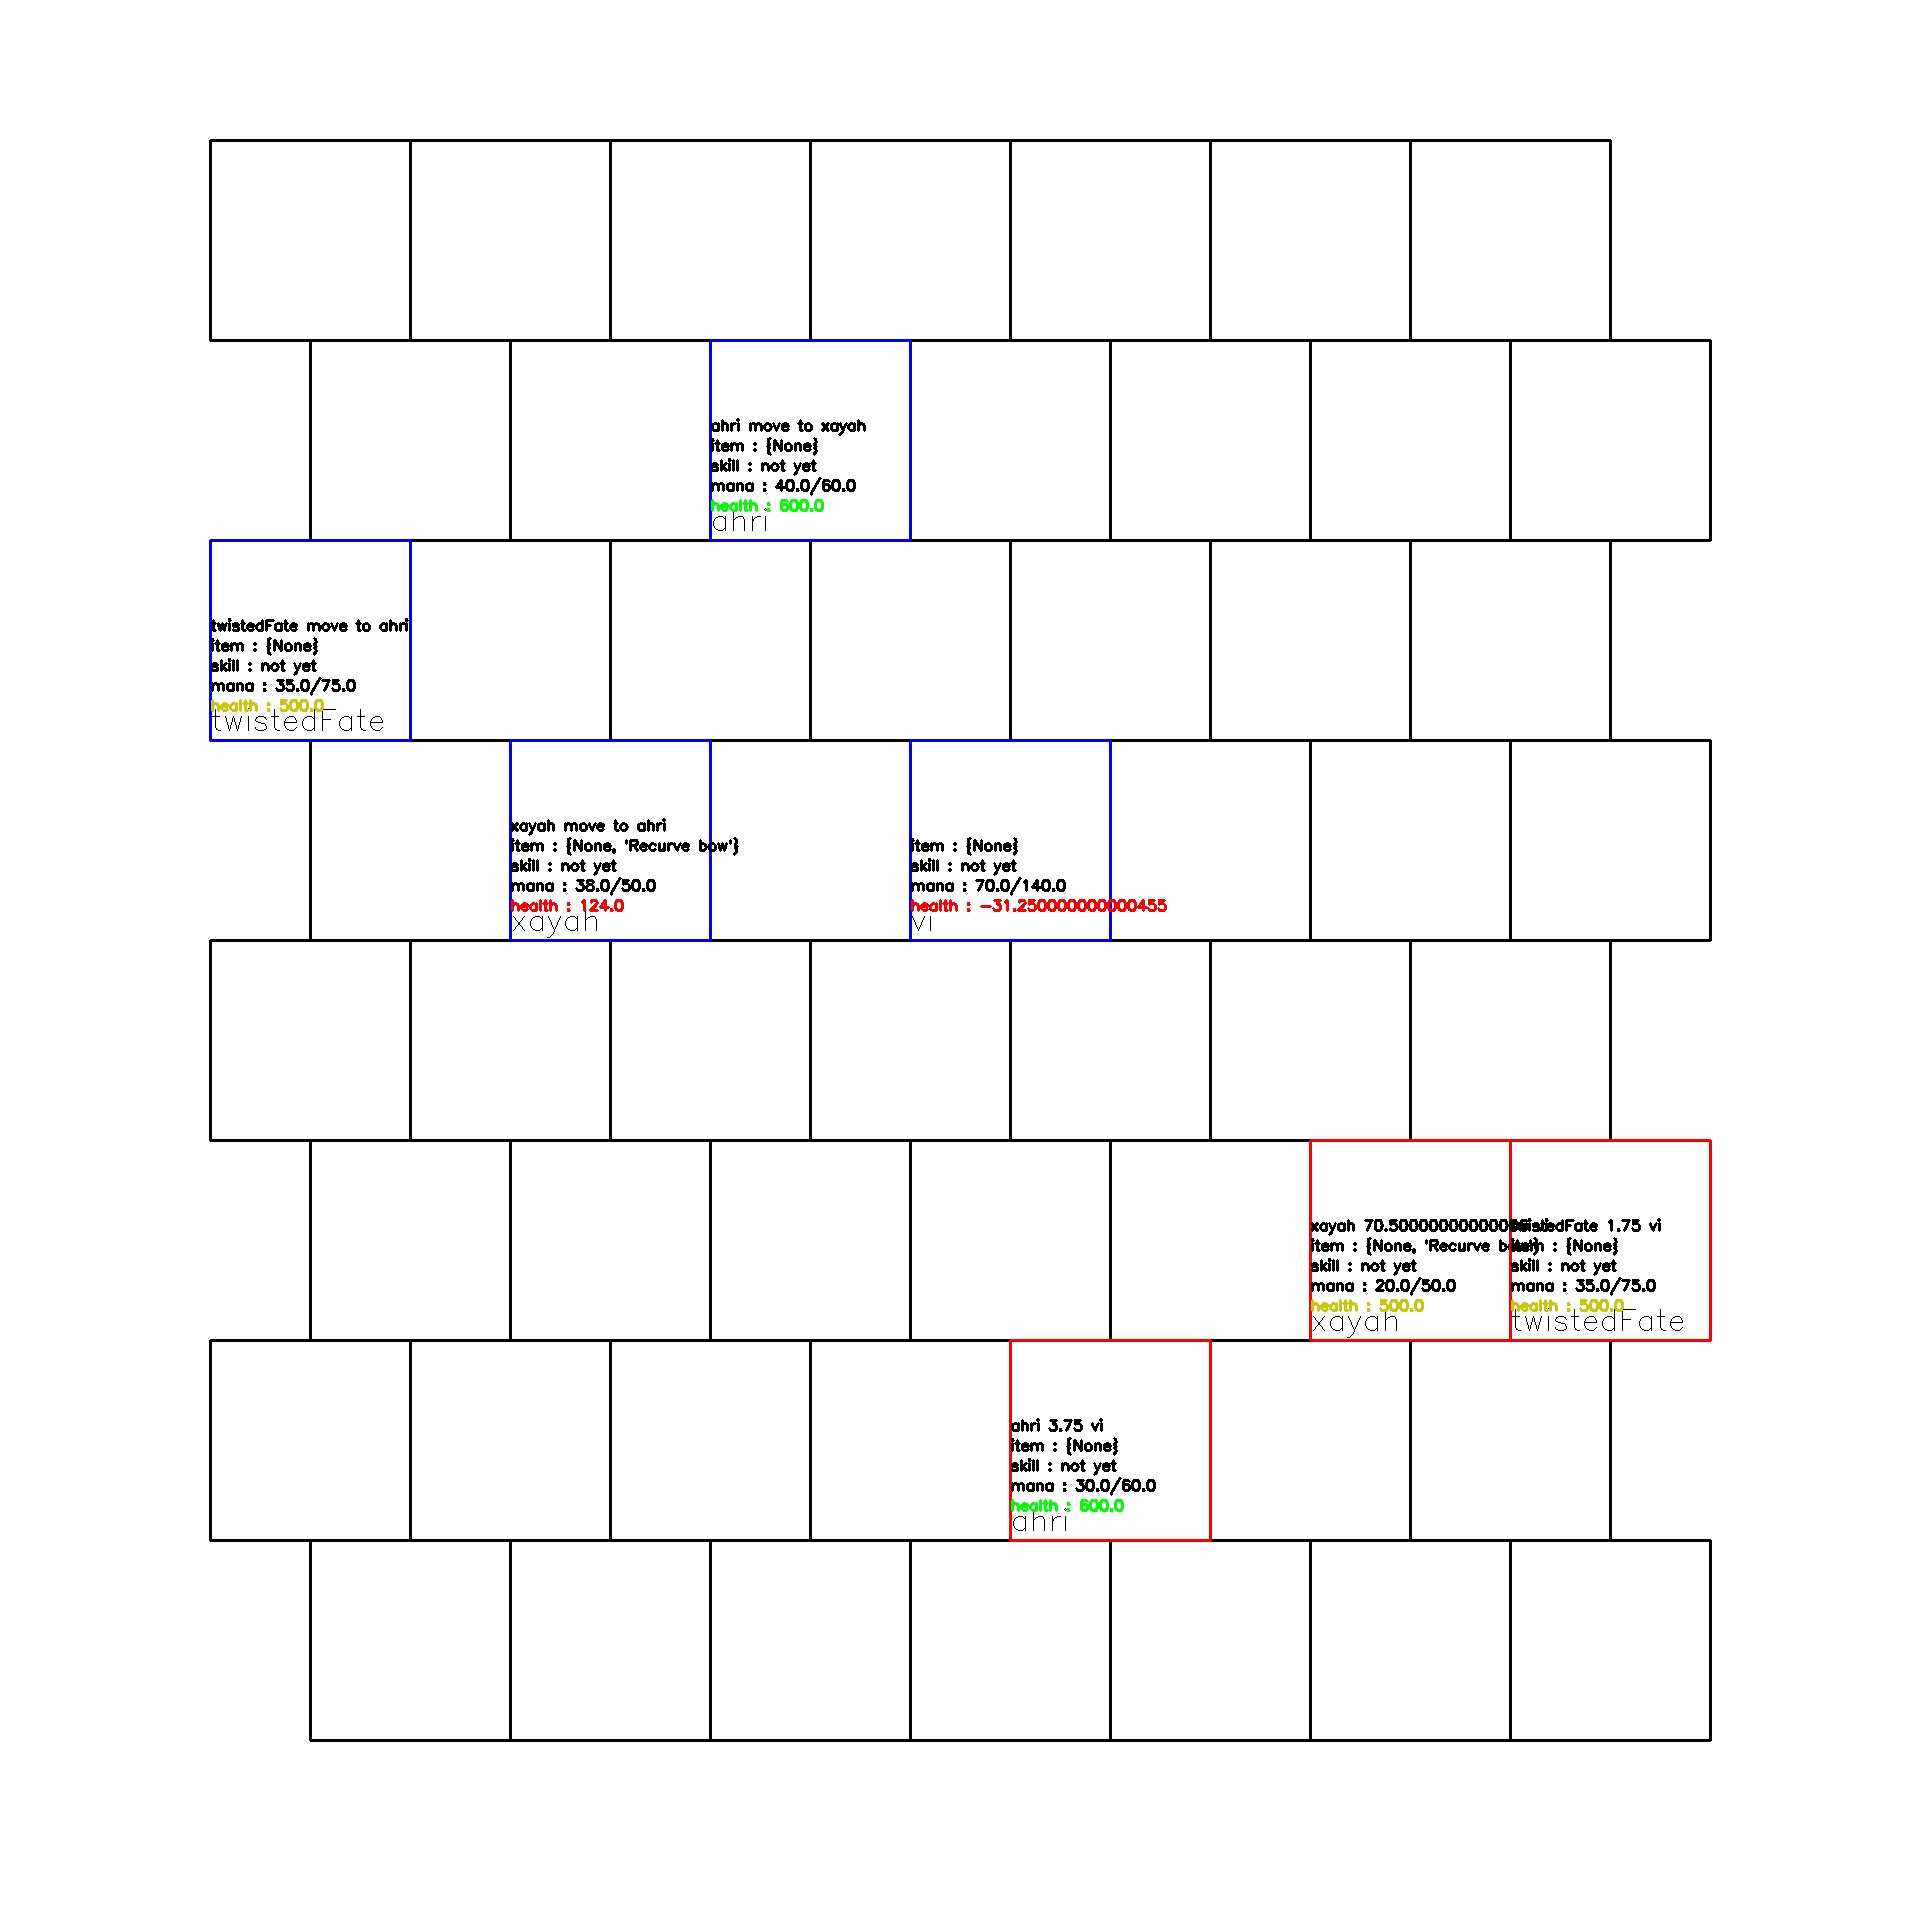 ahri move to xayah
item : {None}
skill : not yet
mana : 40.0/60.0
health : 600.0
ahri
twistedFate move to ahri
item : {None}
skill : not yet
mana : 35.0/75.0
health : 500.0
twistedFate
xayah move to ahri
item : {None, 'Recurve bow'}
skill : not yet
mana : 38.0/50.0
health : 124.0
xayah
item : {None}
skill : not yet
mana : 70.0/140.0
health : -31.250000000000455
vi
xayah
item : {None, 'Recurve
skill : not yet
mana : 20.0/50.0
health : 500.0
xayah
twistedFate 1.75 vi
item : {None}
skill : not yet
mana : 35.0/75.0
health : 500.0
twistedFate
ahri 3.75 vi
item : {None}
skill : not yet
mana : 30.0/60.0
health : 600.0
ahri